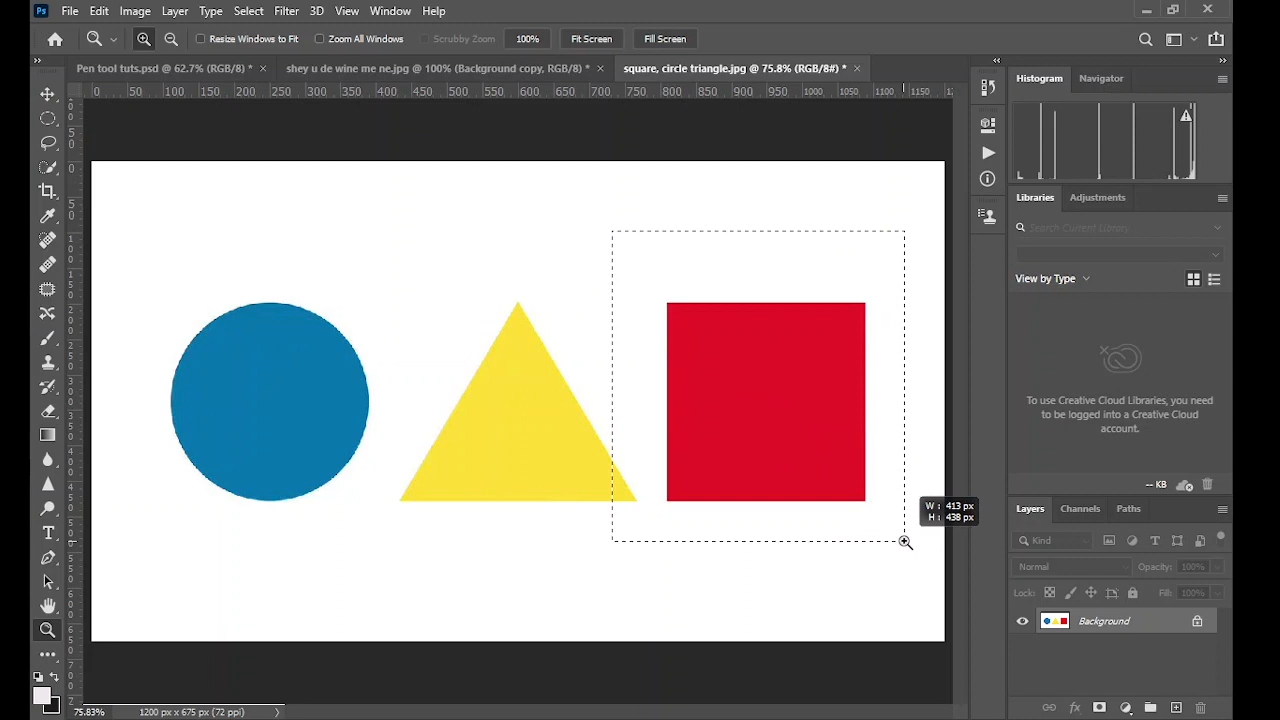 Ps File Edit Image Layer Type Select Filter 3D View Window Help
Resize Windows to Fit Zoom All Windows Scrubby Zoom 100% Fit Screen Fill Screen
Pen tool tuts.psd @ 62.7% (RGB/8) * × shey u de wine me ne.jpg @ 100% (Background copy, RGB/8) * × square, circle triangle.jpg @ 75.8% (RGB/8#) * ×
0 50 100 150 200 250 300 350 400 450 500 550 600 650 700 750 800 850 900 950 1000 1050 1100 1150
Histogram Navigator
Libraries Adjustments
Search Current Library
View by Type
To use Creative Cloud Libraries, you
need to be logged into a Creative Cloud
account.
-- KB
W : 413 px
H : 438 px
Layers Channels Paths
Kind
Normal Opacity: 100%
Lock: Fill: 100%
Background
fx
75.83% 1200 px x 675 px (72 ppi)